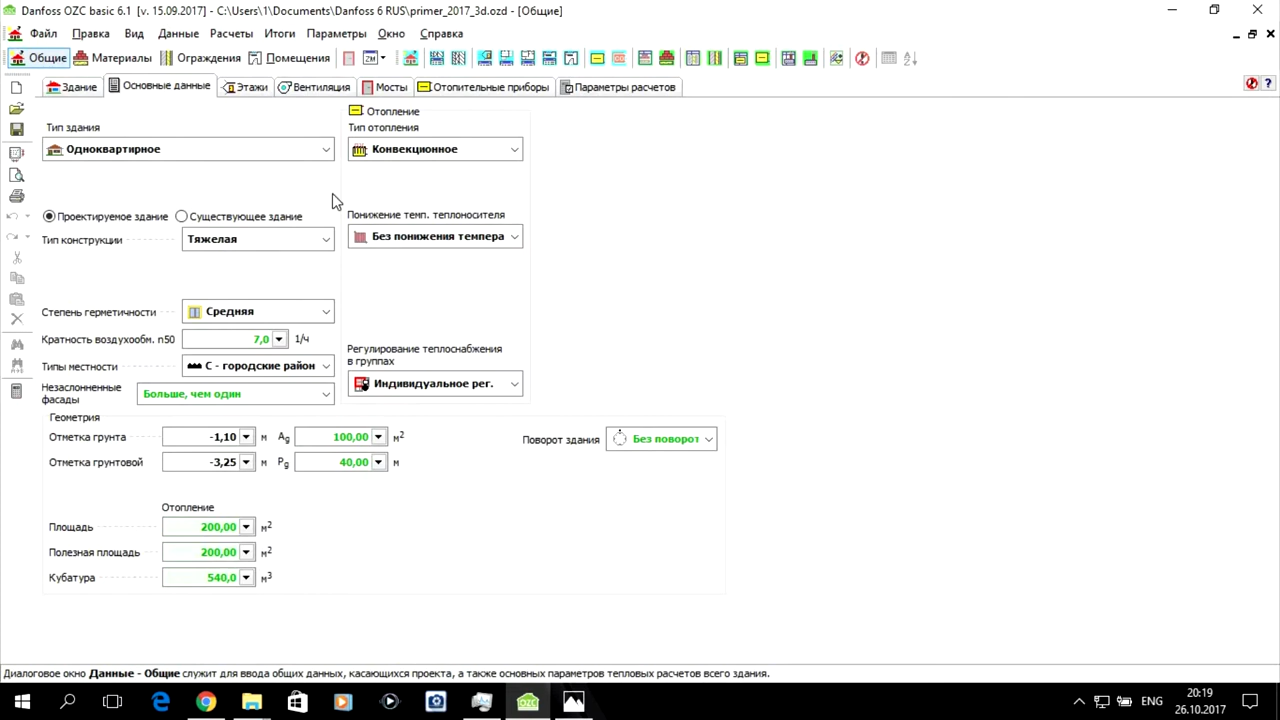 Danfoss OZC basic 6.1 [v. 15.09.2017] - C:\Users\1\Documents\Danfoss 6 RUS\primer_2017_3d.ozd - [Общие]
Файл Правка Вид Данные Расчеты Итоги Параметры Окно Справка
Общие Материалы Ограждения Помещения
Здание Основные данные Этажи Вентиляция Мосты Отопительные приборы Параметры расчетов
Отопление
Тип здания Тип отопления
Одноквартирное Конвекционное
Проектируемое здание Существующее здание Понижение темп. теплоносителя
Тип конструкции Тяжелая Без понижения темпера
Степень герметичности Средняя
Кратность воздухообм. n50 7,0 1/ч
Регулирование теплоснабжения
в группах
Типы местности С - городские район
Индивидуальное рег.
Незаслоненные
фасады
Больше, чем один
Геометрия
Отметка грунта -1,10 м Ag 100,00 м2 Поворот здания Без поворот
Отметка грунтовой -3,25 м Pg 40,00 м
Отопление
Площадь 200,00 м2
Полезная площадь 200,00 м2
Кубатура 540,0 м3
Диалоговое окно Данные - Общие служит для ввода общих данных, касающихся проекта, а также основных параметров тепловых расчетов всего здания.
ENG 20:19
26.10.2017